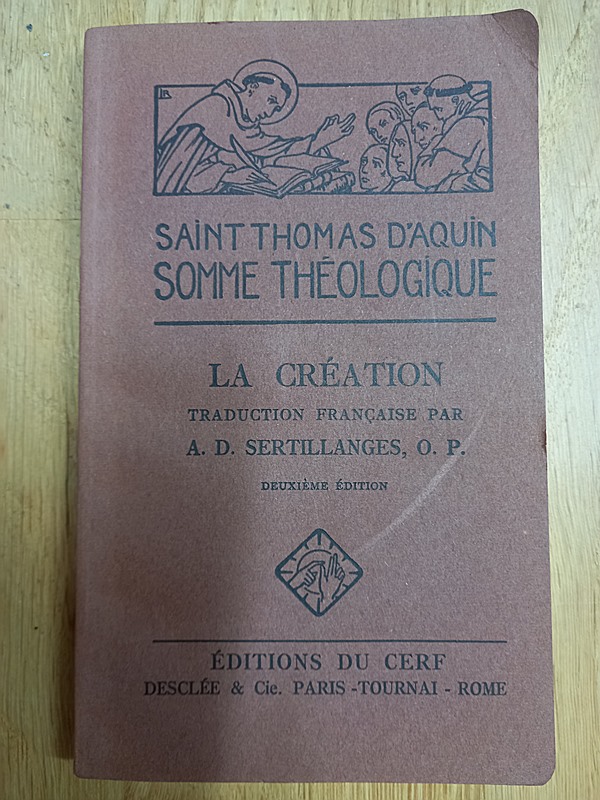 SAINT THOMAS D'AQUIN
SOMME THÉOLOGIQUE
LA CRÉATION
TRADUCTION FRANÇAISE PAR
A. D. SERTILLANGES, O. P.
DEUXIÈME ÉDITION
ÉDITIONS DU CERF
DESCLÉE & Cie. PARIS - TOURNAI - ROME